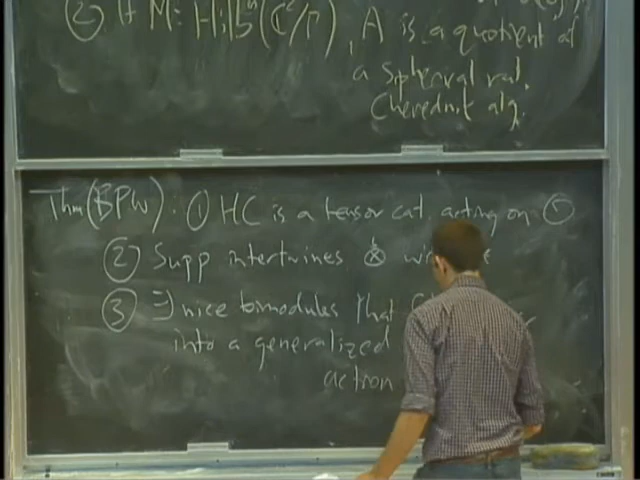 ② If M = Hilb^n(ℂ²/Γ), A is a quotient of
a spherical rat.
Cherednik alg.
Thm (BPW): ① HC is a tensor cat. acting on
② Supp intertwines ⊗ w
③ ∃ nice bimodules that
into a generalized
action